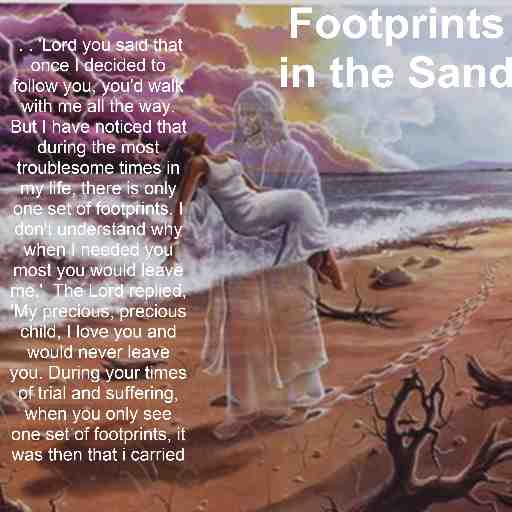 Footprints
in the Sand
. . 'Lord you said that
once I decided to
follow you, you'd walk
with me all the way.
But I have noticed that
during the most
troublesome times in
my life, there is only
one set of footprints. I
don't understand why
when I needed you
most you would leave
me.'  The Lord replied,
'My precious, precious
child, I love you and
would never leave
you. During your times
of trial and suffering,
when you only see
one set of footprints, it
was then that i carried